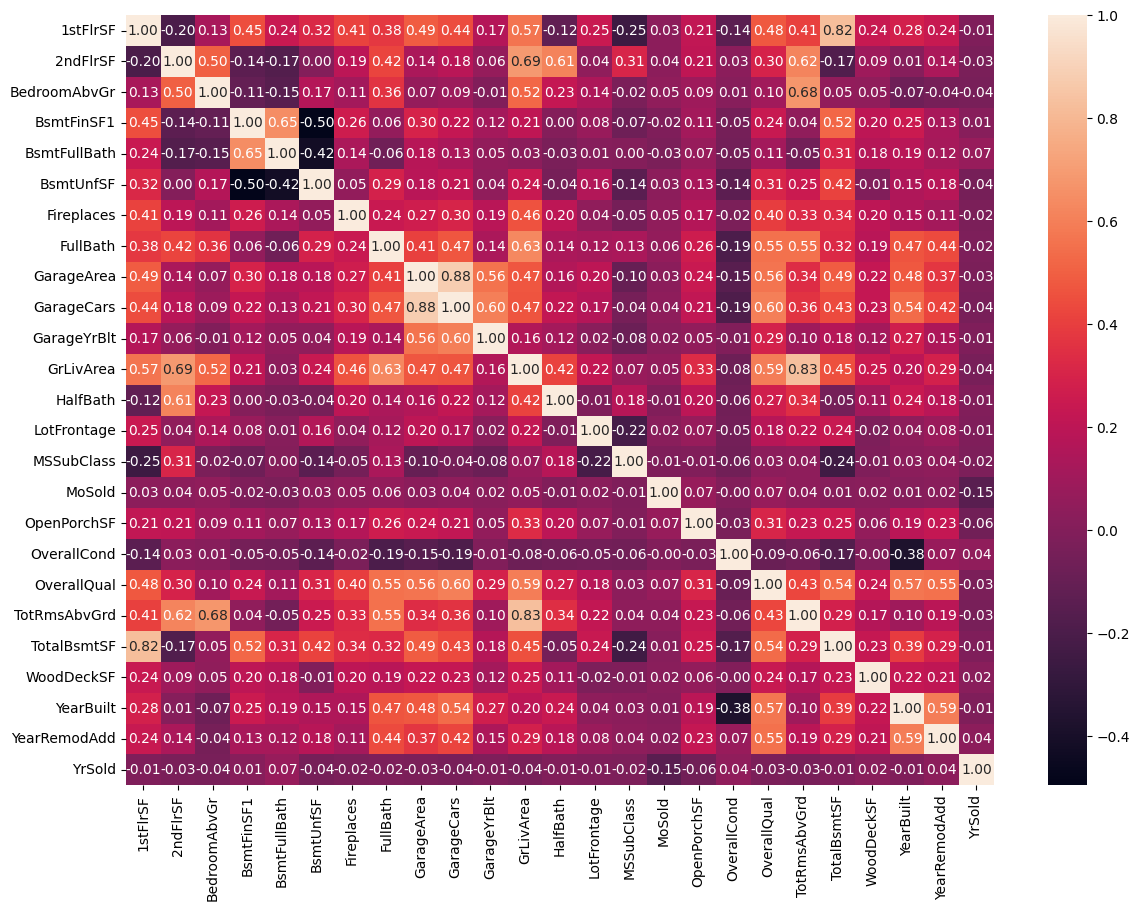 1stFlrSF 1.00 -0.20 0.13 0.45 0.24 0.32 0.41 0.38 0.49 0.44 0.17 0.57 -0.12 0.25 -0.25 0.03 0.21 -0.14 0.48 0.41 0.82 0.24 0.28 0.24 -0.01
2ndFlrSF -0.20 1.00 0.50 -0.14 -0.17 0.00 0.19 0.42 0.14 0.18 0.06 0.69 0.61 0.04 0.31 0.04 0.21 0.03 0.30 0.62 -0.17 0.09 0.01 0.14 -0.03
BedroomAbvGr 0.13 0.50 1.00 -0.11 -0.15 0.17 0.11 0.36 0.07 0.09 -0.01 0.52 0.23 0.14 -0.02 0.05 0.09 0.01 0.10 0.68 0.05 0.05 -0.07 -0.04 -0.04
BsmtFinSF1 0.45 -0.14 -0.11 1.00 0.65 -0.50 0.26 0.06 0.30 0.22 0.12 0.21 0.00 0.08 -0.07 -0.02 0.11 -0.05 0.24 0.04 0.52 0.20 0.25 0.13 0.01
BsmtFullBath 0.24 -0.17 -0.15 0.65 1.00 -0.42 0.14 -0.06 0.18 0.13 0.05 0.03 -0.03 0.01 0.00 -0.03 0.07 -0.05 0.11 -0.05 0.31 0.18 0.19 0.12 0.07
BsmtUnfSF 0.32 0.00 0.17 -0.50 -0.42 1.00 0.05 0.29 0.18 0.21 0.04 0.24 -0.04 0.16 -0.14 0.03 0.13 -0.14 0.31 0.25 0.42 -0.01 0.15 0.18 -0.04
Fireplaces 0.41 0.19 0.11 0.26 0.14 0.05 1.00 0.24 0.27 0.30 0.19 0.46 0.20 0.04 -0.05 0.05 0.17 -0.02 0.40 0.33 0.34 0.20 0.15 0.11 -0.02
FullBath 0.38 0.42 0.36 0.06 -0.06 0.29 0.24 1.00 0.41 0.47 0.14 0.63 0.14 0.12 0.13 0.06 0.26 -0.19 0.55 0.55 0.32 0.19 0.47 0.44 -0.02
GarageArea 0.49 0.14 0.07 0.30 0.18 0.18 0.27 0.41 1.00 0.88 0.56 0.47 0.16 0.20 -0.10 0.03 0.24 -0.15 0.56 0.34 0.49 0.22 0.48 0.37 -0.03
GarageCars 0.44 0.18 0.09 0.22 0.13 0.21 0.30 0.47 0.88 1.00 0.60 0.47 0.22 0.17 -0.04 0.04 0.21 -0.19 0.60 0.36 0.43 0.23 0.54 0.42 -0.04
GarageYrBlt 0.17 0.06 -0.01 0.12 0.05 0.04 0.19 0.14 0.56 0.60 1.00 0.16 0.12 0.02 -0.08 0.02 0.05 -0.01 0.29 0.10 0.18 0.12 0.27 0.15 -0.01
GrLivArea 0.57 0.69 0.52 0.21 0.03 0.24 0.46 0.63 0.47 0.47 0.16 1.00 0.42 0.22 0.07 0.05 0.33 -0.08 0.59 0.83 0.45 0.25 0.20 0.29 -0.04
HalfBath -0.12 0.61 0.23 0.00 -0.03 -0.04 0.20 0.14 0.16 0.22 0.12 0.42 1.00 -0.01 0.18 -0.01 0.20 -0.06 0.27 0.34 -0.05 0.11 0.24 0.18 -0.01
LotFrontage 0.25 0.04 0.14 0.08 0.01 0.16 0.04 0.12 0.20 0.17 0.02 0.22 -0.01 1.00 -0.22 0.02 0.07 -0.05 0.18 0.22 0.24 -0.02 0.04 0.08 -0.01
MSSubClass -0.25 0.31 -0.02 -0.07 0.00 -0.14 -0.05 0.13 -0.10 -0.04 -0.08 0.07 0.18 -0.22 1.00 -0.01 -0.01 -0.06 0.03 0.04 -0.24 -0.01 0.03 0.04 -0.02
MoSold 0.03 0.04 0.05 -0.02 -0.03 0.03 0.05 0.06 0.03 0.04 0.02 0.05 -0.01 0.02 -0.01 1.00 0.07 -0.00 0.07 0.04 0.01 0.02 0.01 0.02 -0.15
OpenPorchSF 0.21 0.21 0.09 0.11 0.07 0.13 0.17 0.26 0.24 0.21 0.05 0.33 0.20 0.07 -0.01 0.07 1.00 -0.03 0.31 0.23 0.25 0.06 0.19 0.23 -0.06
OverallCond -0.14 0.03 0.01 -0.05 -0.05 -0.14 -0.02 -0.19 -0.15 -0.19 -0.01 -0.08 -0.06 -0.05 -0.06 -0.00 -0.03 1.00 -0.09 -0.06 -0.17 -0.00 -0.38 0.07 0.04
OverallQual 0.48 0.30 0.10 0.24 0.11 0.31 0.40 0.55 0.56 0.60 0.29 0.59 0.27 0.18 0.03 0.07 0.31 -0.09 1.00 0.43 0.54 0.24 0.57 0.55 -0.03
TotRmsAbvGrd 0.41 0.62 0.68 0.04 -0.05 0.25 0.33 0.55 0.34 0.36 0.10 0.83 0.34 0.22 0.04 0.04 0.23 -0.06 0.43 1.00 0.29 0.17 0.10 0.19 -0.03
TotalBsmtSF 0.82 -0.17 0.05 0.52 0.31 0.42 0.34 0.32 0.49 0.43 0.18 0.45 -0.05 0.24 -0.24 0.01 0.25 -0.17 0.54 0.29 1.00 0.23 0.39 0.29 -0.01
WoodDeckSF 0.24 0.09 0.05 0.20 0.18 -0.01 0.20 0.19 0.22 0.23 0.12 0.25 0.11 -0.02 -0.01 0.02 0.06 -0.00 0.24 0.17 0.23 1.00 0.22 0.21 0.02
YearBuilt 0.28 0.01 -0.07 0.25 0.19 0.15 0.15 0.47 0.48 0.54 0.27 0.20 0.24 0.04 0.03 0.01 0.19 -0.38 0.57 0.10 0.39 0.22 1.00 0.59 -0.01
YearRemodAdd 0.24 0.14 -0.04 0.13 0.12 0.18 0.11 0.44 0.37 0.42 0.15 0.29 0.18 0.08 0.04 0.02 0.23 0.07 0.55 0.19 0.29 0.21 0.59 1.00 0.04
YrSold -0.01 -0.03 -0.04 0.01 0.07 -0.04 -0.02 -0.02 -0.03 -0.04 -0.01 -0.04 -0.01 -0.01 -0.02 -0.15 -0.06 0.04 -0.03 -0.03 -0.01 0.02 -0.01 0.04 1.00
1stFlrSF
2ndFlrSF
BedroomAbvGr
BsmtFinSF1
BsmtFullBath
BsmtUnfSF
Fireplaces
FullBath
GarageArea
GarageCars
GarageYrBlt
GrLivArea
HalfBath
LotFrontage
MSSubClass
MoSold
OpenPorchSF
OverallCond
OverallQual
TotRmsAbvGrd
TotalBsmtSF
WoodDeckSF
YearBuilt
YearRemodAdd
YrSold
1.0
0.8
0.6
0.4
0.2
0.0
−0.2
−0.4